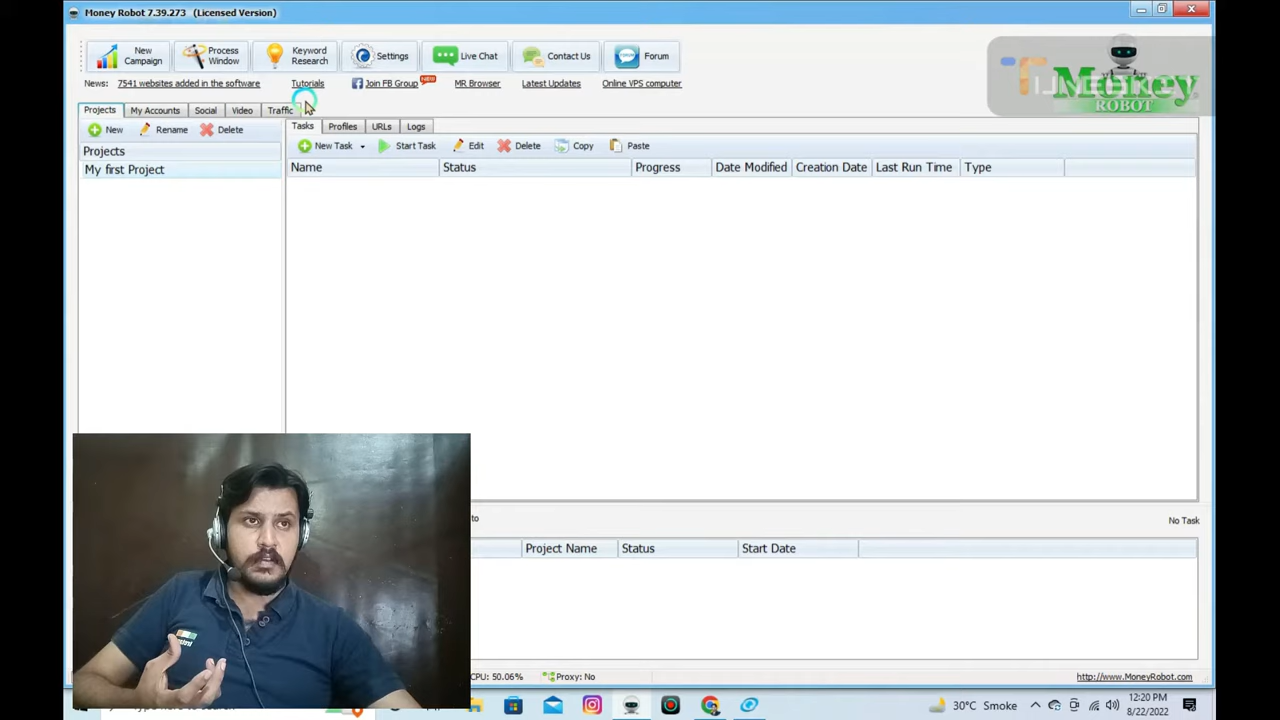 Money Robot 7.39.273 (Licensed Version)
New Campaign
Process Window
Keyword Research
Settings
Live Chat
Contact Us
Forum
Monkey
ROBOT
News: 7541 websites added in the software
Tutorials
Join FB Group
NEW
MR Browser
Latest Updates
Online VPS computer
Projects My Accounts Social Video Traffic
New Rename Delete
Projects
My first Project
Tasks Profiles URLs Logs
New Task Start Task Edit Delete Copy Paste
Name Status Progress Date Modified Creation Date Last Run Time Type
to
No Task
Project Name Status Start Date
CPU: 50.06% Proxy: No
http://www.MoneyRobot.com
30°C Smoke
12:20 PM
8/22/2022